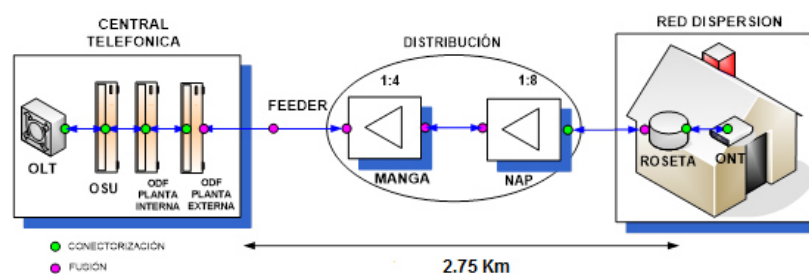 CENTRAL
TELEFONICA
RED DISPERSION
DISTRIBUCIÓN
1:4
1:8
FEEDER
OLT
OSU
ODF
PLANTA
INTERNA
ODF
PLANTA
EXTERNA
MANGA
NAP
ROSETA
ONT
CONECTORIZACIÓN
FUSIÓN
2.75 Km